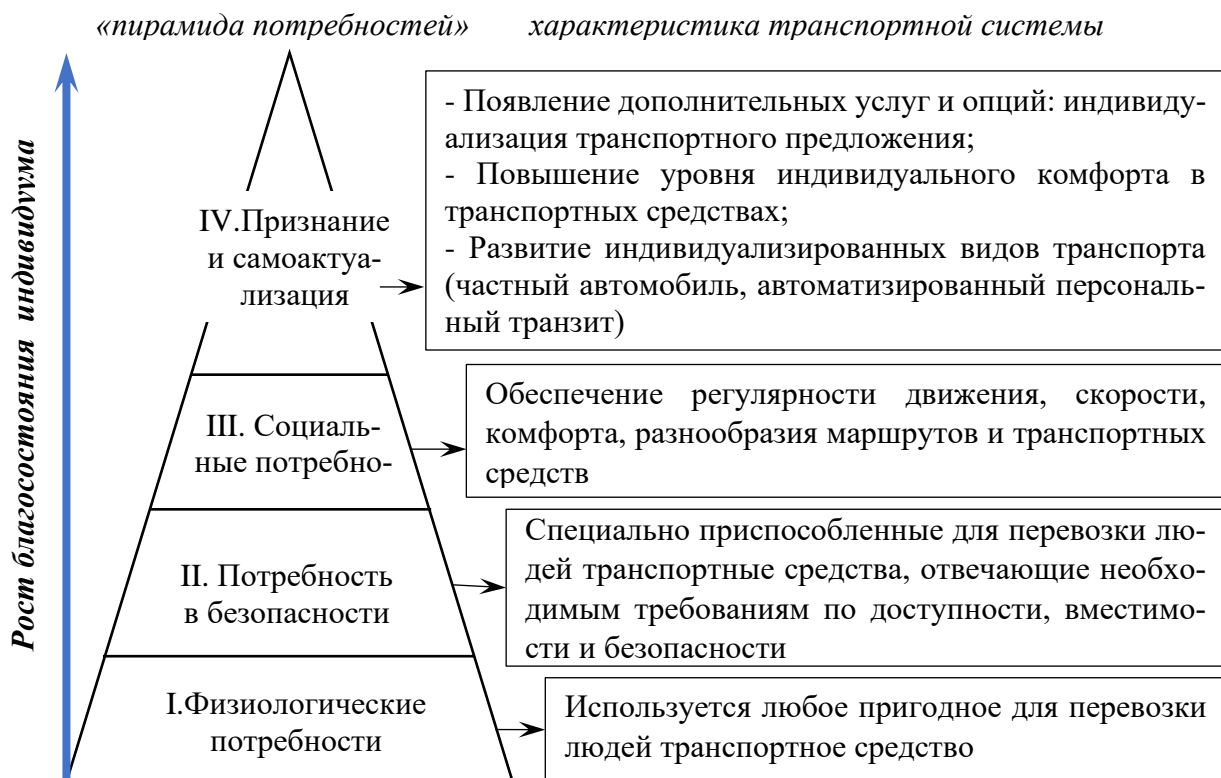 «пирамида потребностей»
характеристика транспортной системы
Рост благосостояния индивидуума
IV.Признание
и самоактуа-
лизация
- Появление дополнительных услуг и опций: индивиду-
ализация транспортного предложения;
- Повышение уровня индивидуального комфорта в
транспортных средствах;
- Развитие индивидуализированных видов транспорта
(частный автомобиль, автоматизированный персональ-
ный транзит)
III. Социаль-
ные потребно-
Обеспечение регулярности движения, скорости,
комфорта, разнообразия маршрутов и транспортных
средств
II. Потребность
в безопасности
Специально приспособленные для перевозки лю-
дей транспортные средства, отвечающие необхо-
димым требованиям по доступности, вместимо-
сти и безопасности
I.Физиологические
потребности
Используется любое пригодное для перевозки
людей транспортное средство